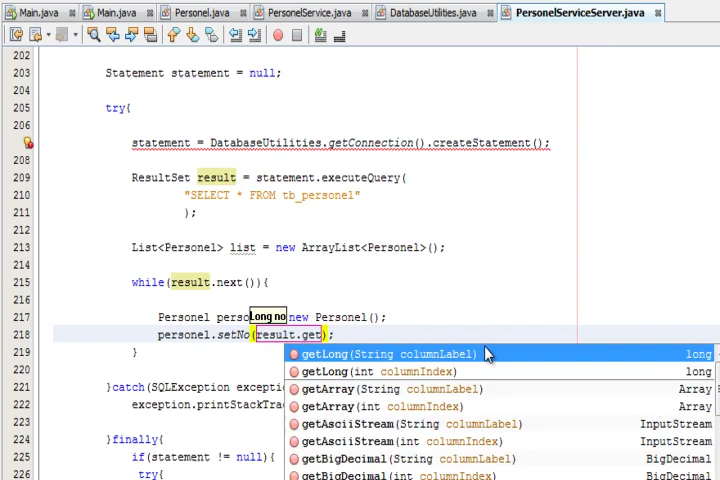 Main.java Main.java Personel.java PersonelService.java DatabaseUtilities.java PersonelServiceServer.java
202
203 Statement statement = null;
204
205 try{
206
statement = DatabaseUtilities.getConnection().createStatement();
208
209 ResultSet result = statement.executeQuery(
210 "SELECT * FROM tb_personel"
211 );
212
213 List<Personel> list = new ArrayList<Personel>();
214
215 while(result.next()){
216
217 Personel perso Long no new Personel();
218 personel.setNo(result.get);
219 }
220
221 }catch(SQLException exceptio
222 exception.printStackTra
223
224 }finally{
225 if(statement != null){
226 try{
getLong(String columnLabel) long
getLong(int columnIndex) long
getArray(String columnLabel) Array
getArray(int columnIndex) Array
getAsciiStream(String columnLabel) InputStream
getAsciiStream(int columnIndex) InputStream
getBigDecimal(String columnLabel) BigDecimal
getBigDecimal(int columnIndex) BigDecimal